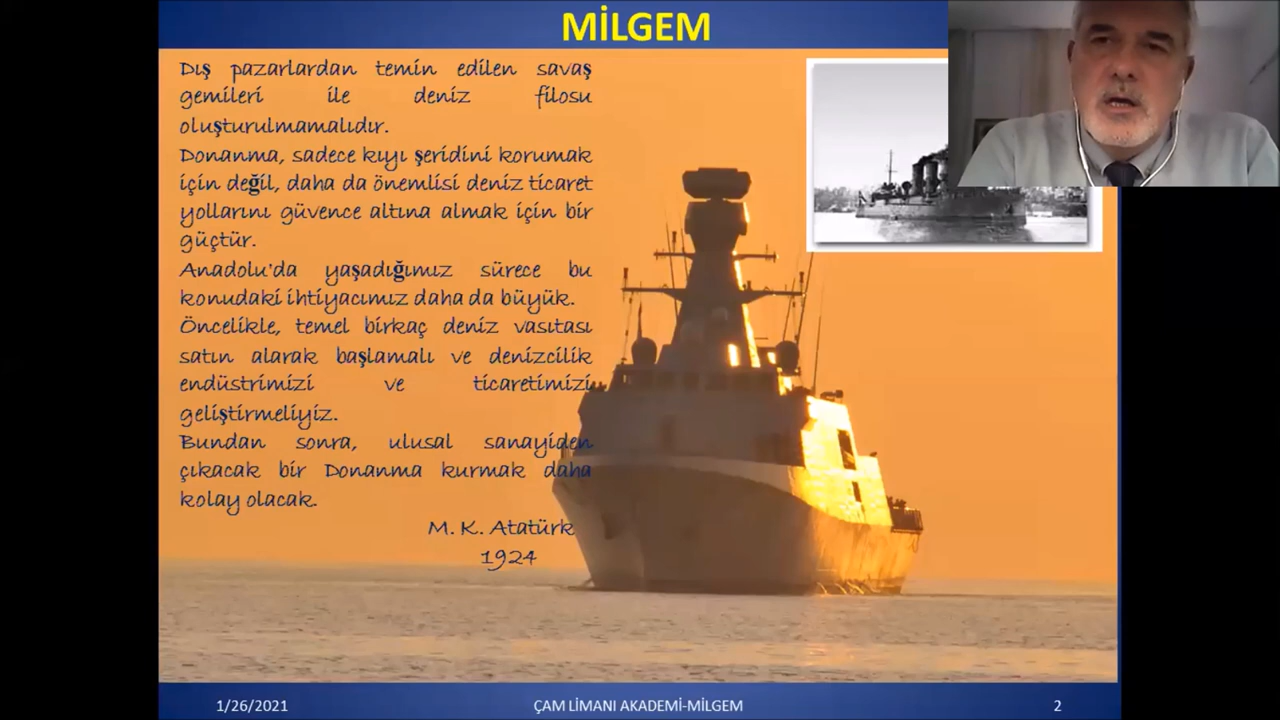 MİLGEM
Dış pazarlardan temin edilen savaş
gemileri ile deniz filosu
oluşturulmamalıdır.
Donanma, sadece kıyı şeridini korumak
için değil, daha da önemlisi deniz ticaret
yollarını güvence altına almak için bir
güçtür.
Anadolu'da yaşadığımız sürece bu
konudaki ihtiyacımız daha da büyük.
Öncelikle, temel birkaç deniz vasıtası
satın alarak başlamalı ve denizcilik
endüstrimizi ve ticaretimizi
geliştirmeliyiz.
Bundan sonra, ulusal sanayiden
çıkacak bir Donanma kurmak daha
kolay olacak.
M. K. Atatürk
1924
1/26/2021
ÇAM LİMANI AKADEMİ-MİLGEM
2